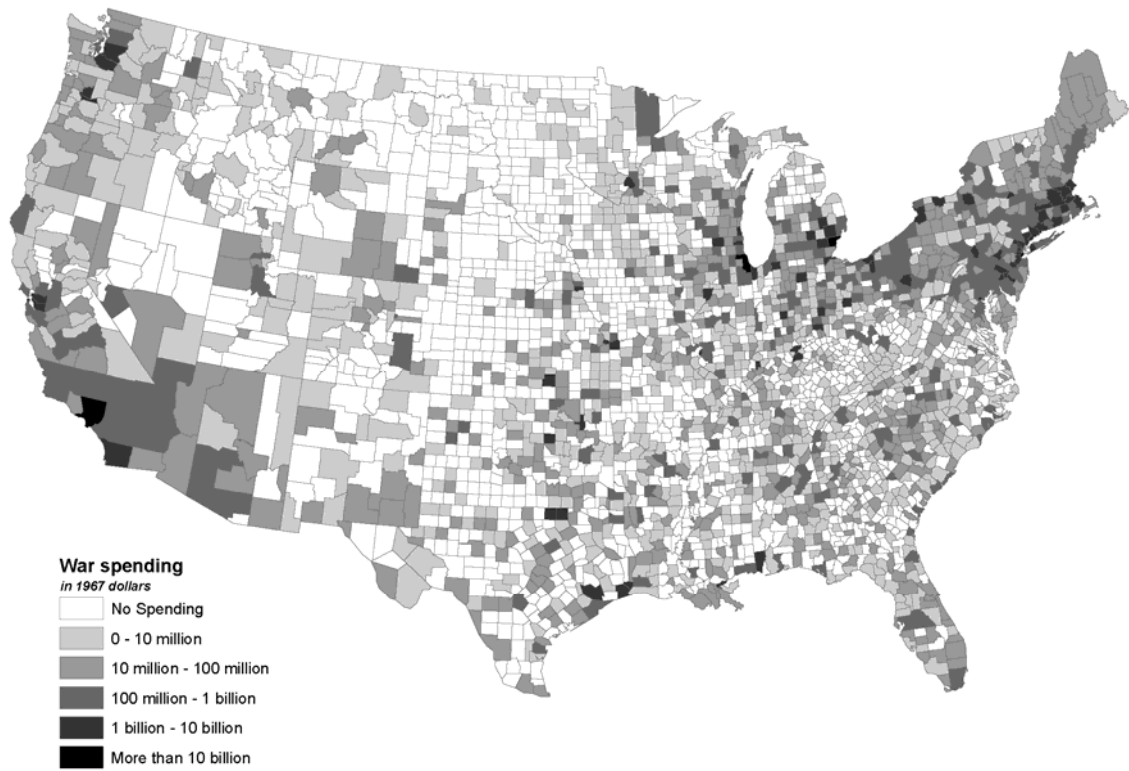 War spending
in 1967 dollars
No Spending
0 - 10 million
10 million - 100 million
100 million - 1 billion
1 billion - 10 billion
More than 10 billion